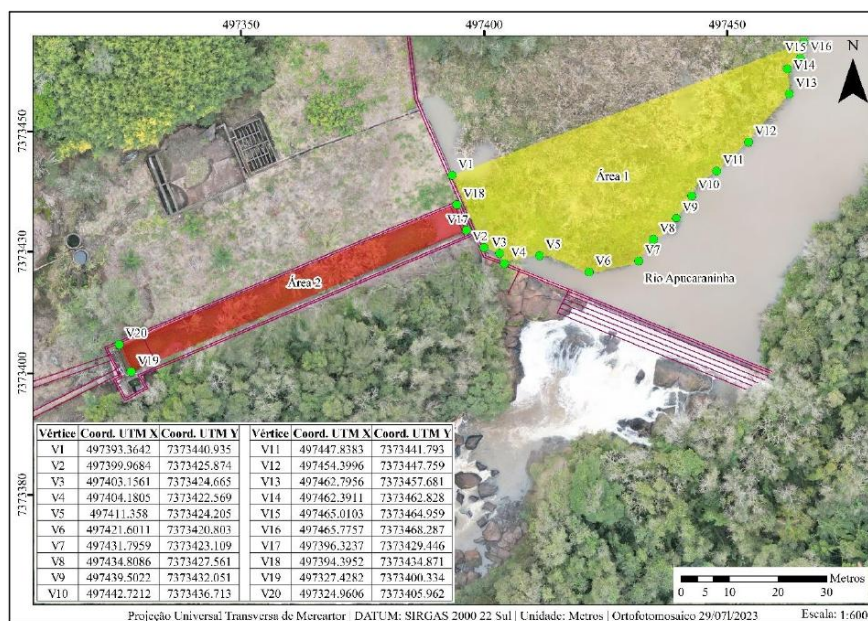 497350 497400 497450
N
7373450
7373430
7373400
7373380
V1
V18
V17
V2
V3
V4
V5
V6
V7
V8
V9
V10
V11
V12
V13
V14
V15
V16
V20
V19
Área 1
Área 2
Rio Apucaraninha
Vértice Coord. UTM X Coord. UTM Y Vértice Coord. UTM X Coord. UTM Y
V1 497393.3642 7373440.935 V11 497447.8383 7373441.793
V2 497399.9684 7373425.874 V12 497454.3996 7373447.759
V3 497403.1561 7373424.665 V13 497462.7956 7373457.681
V4 497404.1805 7373422.569 V14 497462.3911 7373462.828
V5 497411.358 7373424.205 V15 497465.0103 7373464.959
V6 497421.6011 7373420.803 V16 497465.7757 7373468.287
V7 497431.7959 7373423.109 V17 497396.3237 7373429.446
V8 497434.8086 7373427.561 V18 497394.3952 7373434.871
V9 497439.5022 7373432.051 V19 497327.4282 7373400.334
V10 497442.7212 7373436.713 V20 497324.9606 7373405.962
Metros
0 5 10 20 30
Projeção Universal Transversa de Mercartor | DATUM: SIRGAS 2000 22 Sul | Unidade: Metros | Ortofotomosaico 29/07l/2023 Escala: 1:600